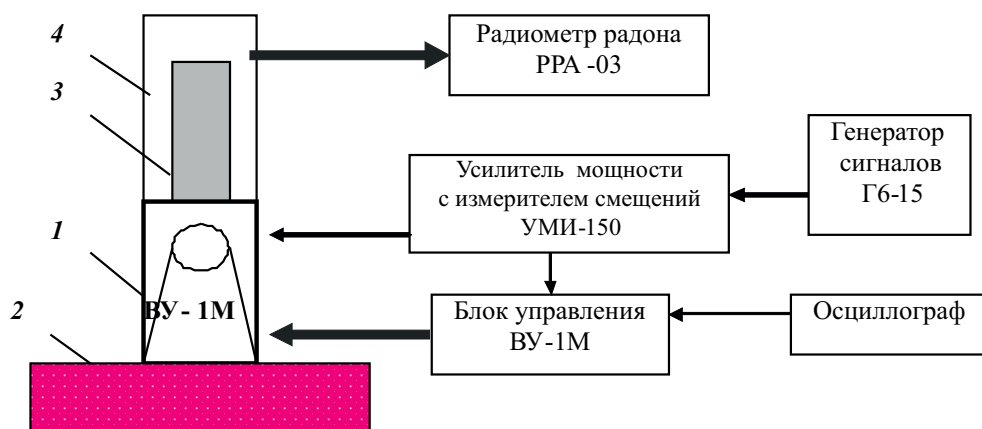 4
Радиометр радона
РРА -03
3
Генератор
сигналов
Г6-15
Усилитель мощности
с измерителем смещений
УМИ-150
1
ВУ - 1М
2
Блок управления
ВУ-1М
Осциллограф